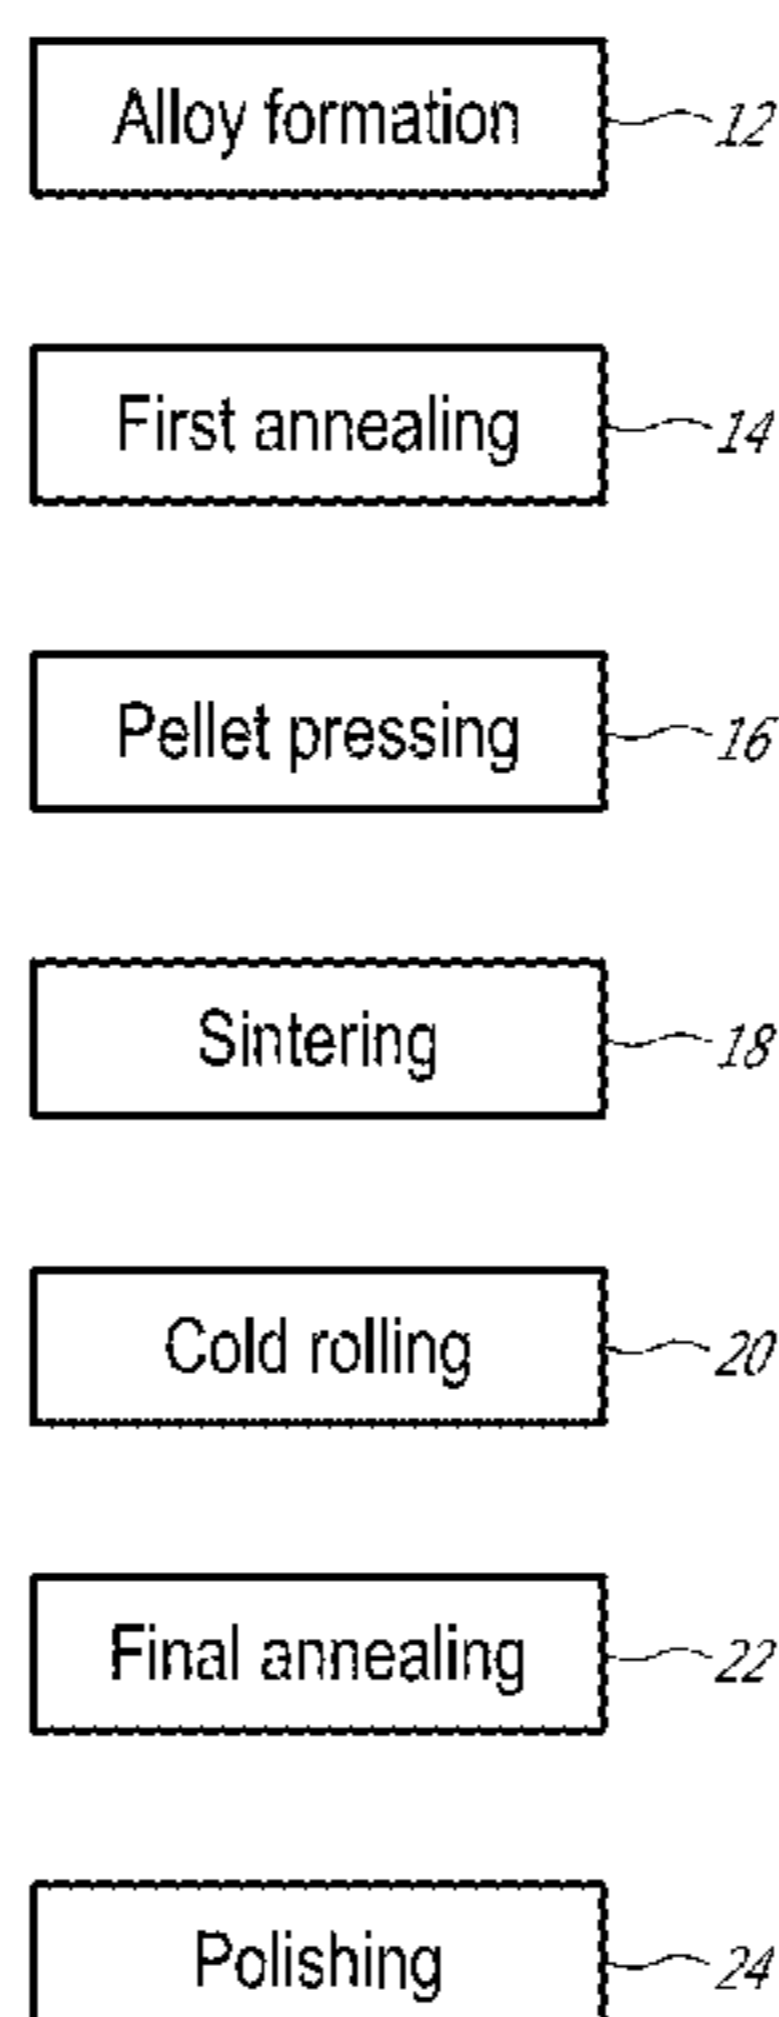 Alloy formation 12
First annealing 14
Pellet pressing 16
Sintering 18
Cold rolling 20
Final annealing 22
Polishing 24